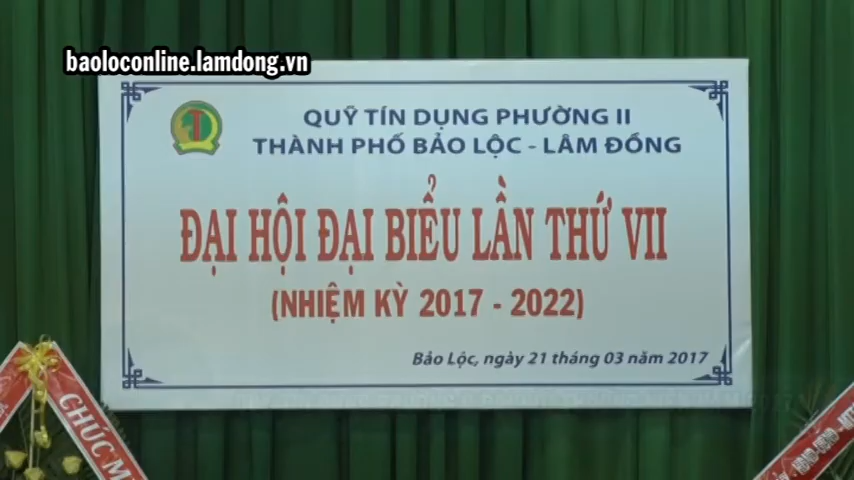 baoloconline.lamdong.vn
QUỸ TÍN DỤNG PHƯỜNG II
THÀNH PHỐ BẢO LỘC - LÂM ĐỒNG
ĐẠI HỘI ĐẠI BIỂU LẦN THỨ VII
(NHIỆM KỲ 2017 - 2022)
Bảo Lộc, ngày 21 tháng 03 năm 2017
CHÚC M